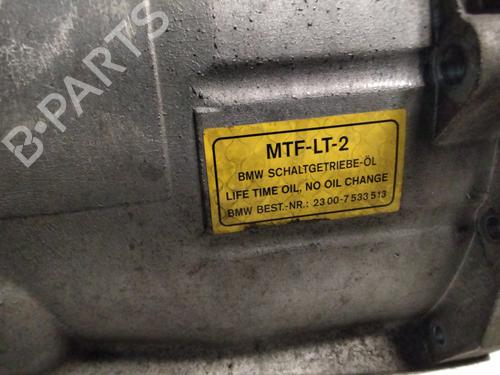 B-PARTS
MTF-LT-2
BMW SCHALTGETRIEBE-ÖL
LIFE TIME OIL, NO OIL CHANGE
BMW BEST.-NR.: 23 00-7 533 513